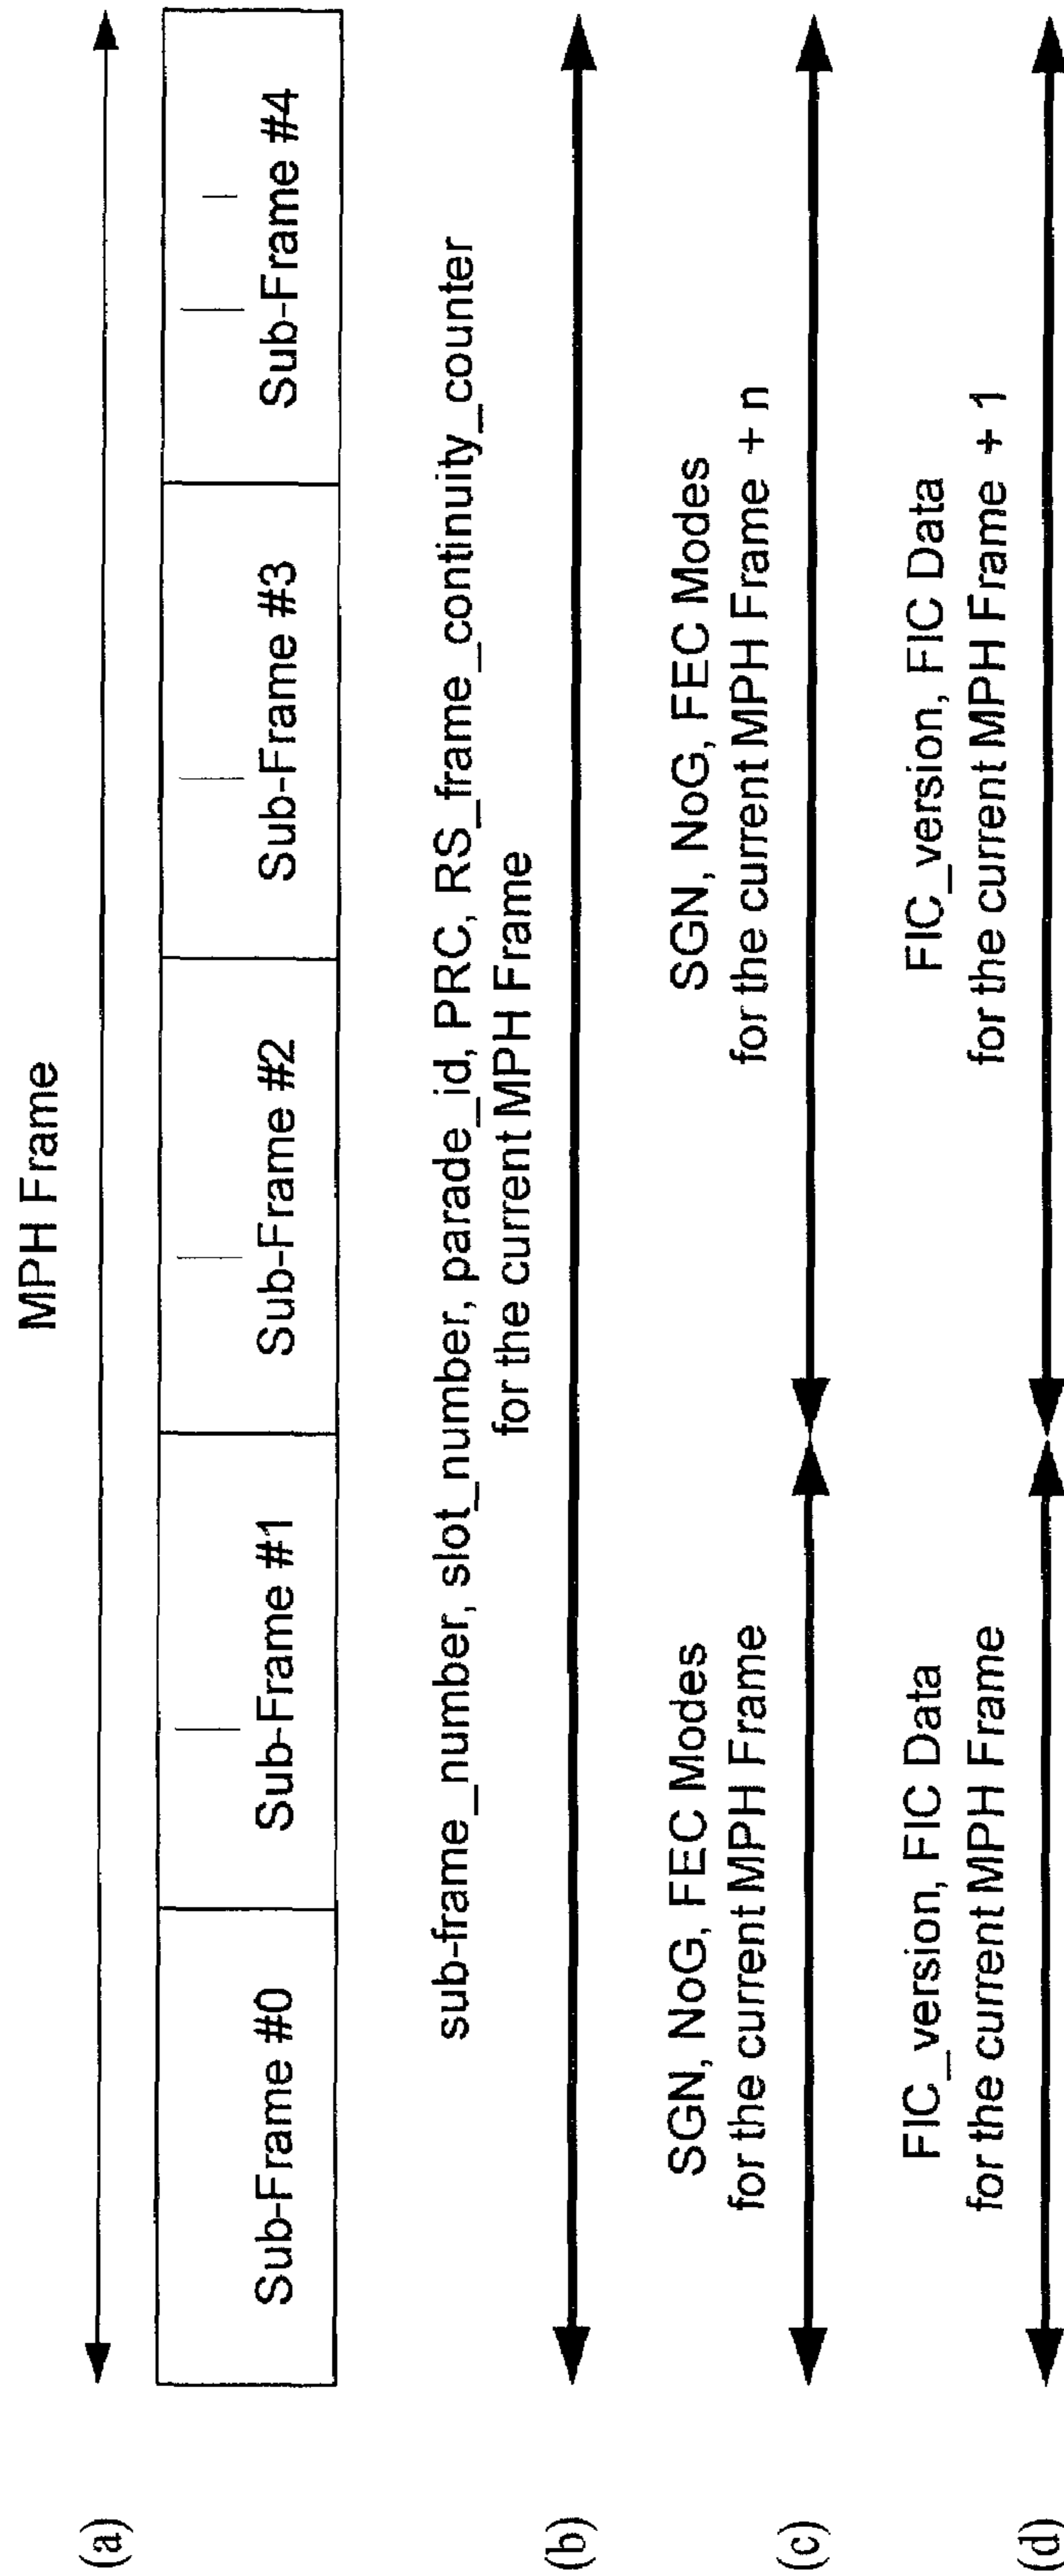 MPH Frame
(a)
Sub-Frame #0
Sub-Frame #1
Sub-Frame #2
Sub-Frame #3
Sub-Frame #4
sub-frame_number, slot_number, parade_id, PRC, RS_frame_continuity_counter
for the current MPH Frame
(b)
SGN, NoG, FEC Modes
for the current MPH Frame
SGN, NoG, FEC Modes
for the current MPH Frame + n
(c)
FIC_version, FIC Data
for the current MPH Frame
FIC_version, FIC Data
for the current MPH Frame + 1
(d)